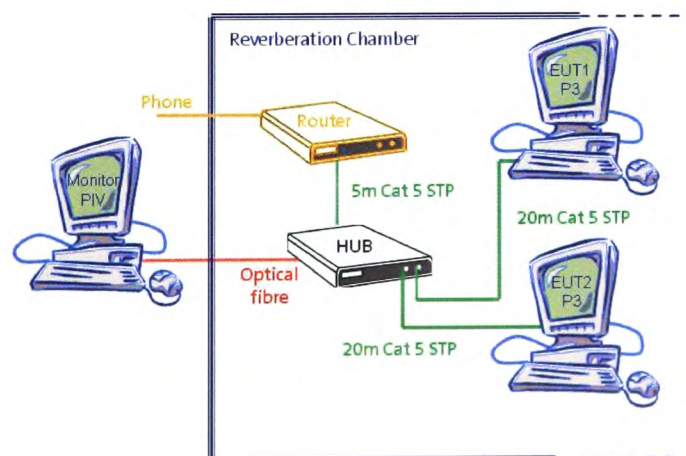 Reverberation Chamber
EUT1
P3
Phone
Router
Monitor
PIV
5m Cat 5 STP
20m Cat 5 STP
HUB
Optical
fibre
EUT2
P3
20m Cat 5 STP